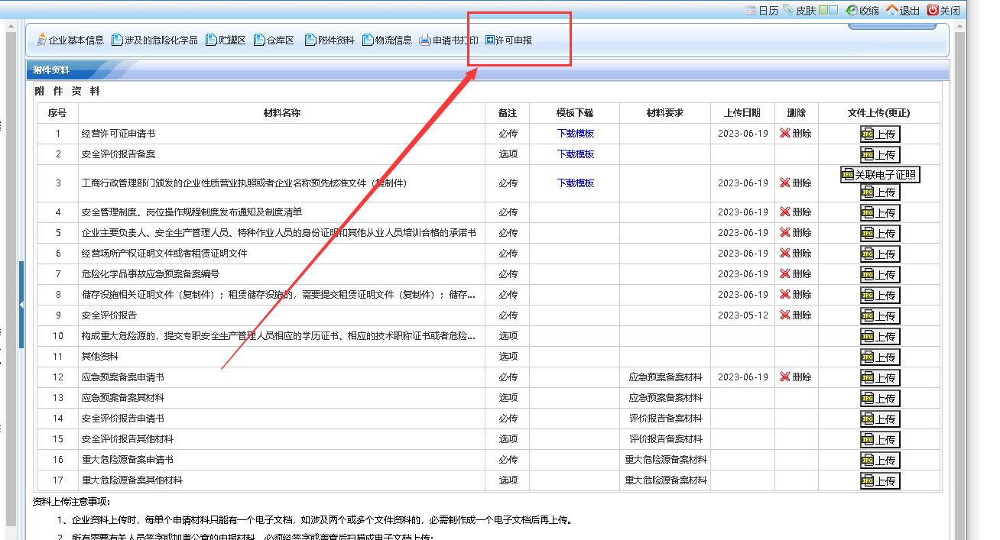 日历 皮肤 收缩 退出 关闭
企业基本信息 涉及的危险化学品 贮罐区 仓库区 附件资料 物流信息 申请书打印 许可申报
附件资料
附 件 资 料
序号 材料名称 备注 模板下载 材料要求 上传日期 删除 文件上传(更正)
1 经营许可证申请书 必传 下载模板 2023-06-19 删除 上传
2 安全评价报告备案 选项 下载模板 上传
3 工商行政管理部门颁发的企业性质营业执照或者企业名称预先核准文件（复制件） 必传 下载模板 2023-06-19 删除 关联电子证照
上传
4 安全管理制度、岗位操作规程制度发布通知及制度清单 必传 2023-06-19 删除 上传
5 企业主要负责人、安全生产管理人员、特种作业人员的身份证明和其他从业人员培训合格的承诺书 必传 2023-06-19 删除 上传
6 经营场所产权证明文件或者租赁证明文件 必传 2023-06-19 删除 上传
7 危险化学品事故应急预案备案编号 必传 2023-06-19 删除 上传
8 储存设施相关证明文件（复制件）；租赁储存设施的，需要提交租赁证明文件（复制件）；储存... 必传 2023-06-19 删除 上传
9 安全评价报告 必传 2023-05-12 删除 上传
10 构成重大危险源的，提交专职安全生产管理人员相应的学历证书、相应的技术职称证书或者危险... 选项 上传
11 其他资料 选项 上传
12 应急预案备案申请书 必传 应急预案备案材料 2023-06-19 删除 上传
13 应急预案备案其材料 选项 应急预案备案材料 上传
14 安全评价报告申请书 必传 评价报告备案材料 上传
15 安全评价报告其他材料 选项 评价报告备案材料 上传
16 重大危险源备案申请书 必传 重大危险源备案材料 上传
17 重大危险源备案其他材料 选项 重大危险源备案材料 上传
资料上传注意事项:
1、企业资料上传时，每单个申请材料只能有一个电子文档，如涉及两个或多个文件资料的，必需制作成一个电子文档后再上传。
2、所有需要有关人员签字或加盖公章的申报材料，必须经签字或盖章后扫描成电子文档上传;